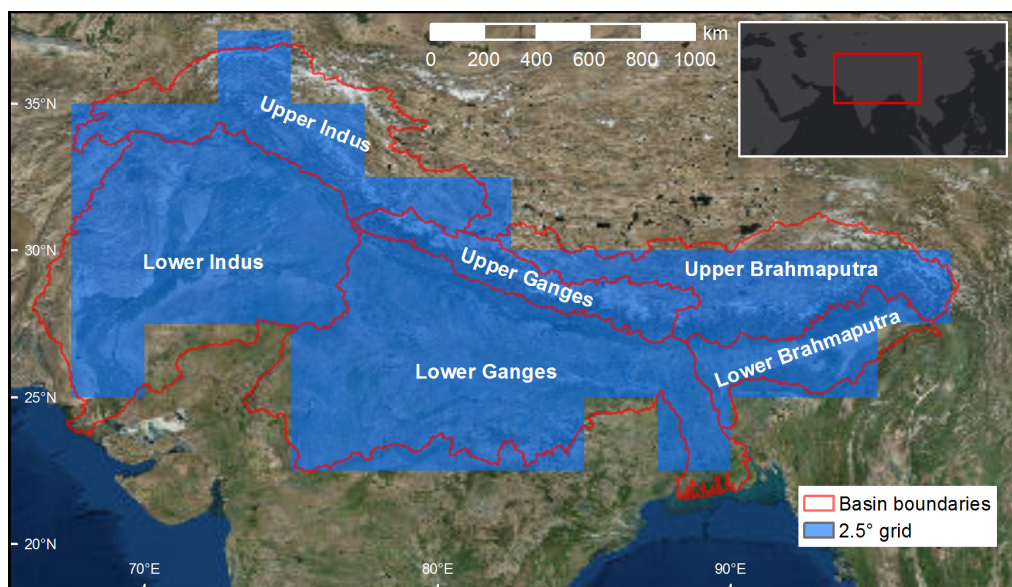 km
0 200 400 600 800 1000
35°N
Upper Indus
30°N
Lower Indus
Upper Ganges
Upper Brahmaputra
Lower Brahmaputra
Lower Ganges
25°N
Basin boundaries
2.5° grid
20°N
70°E 80°E 90°E